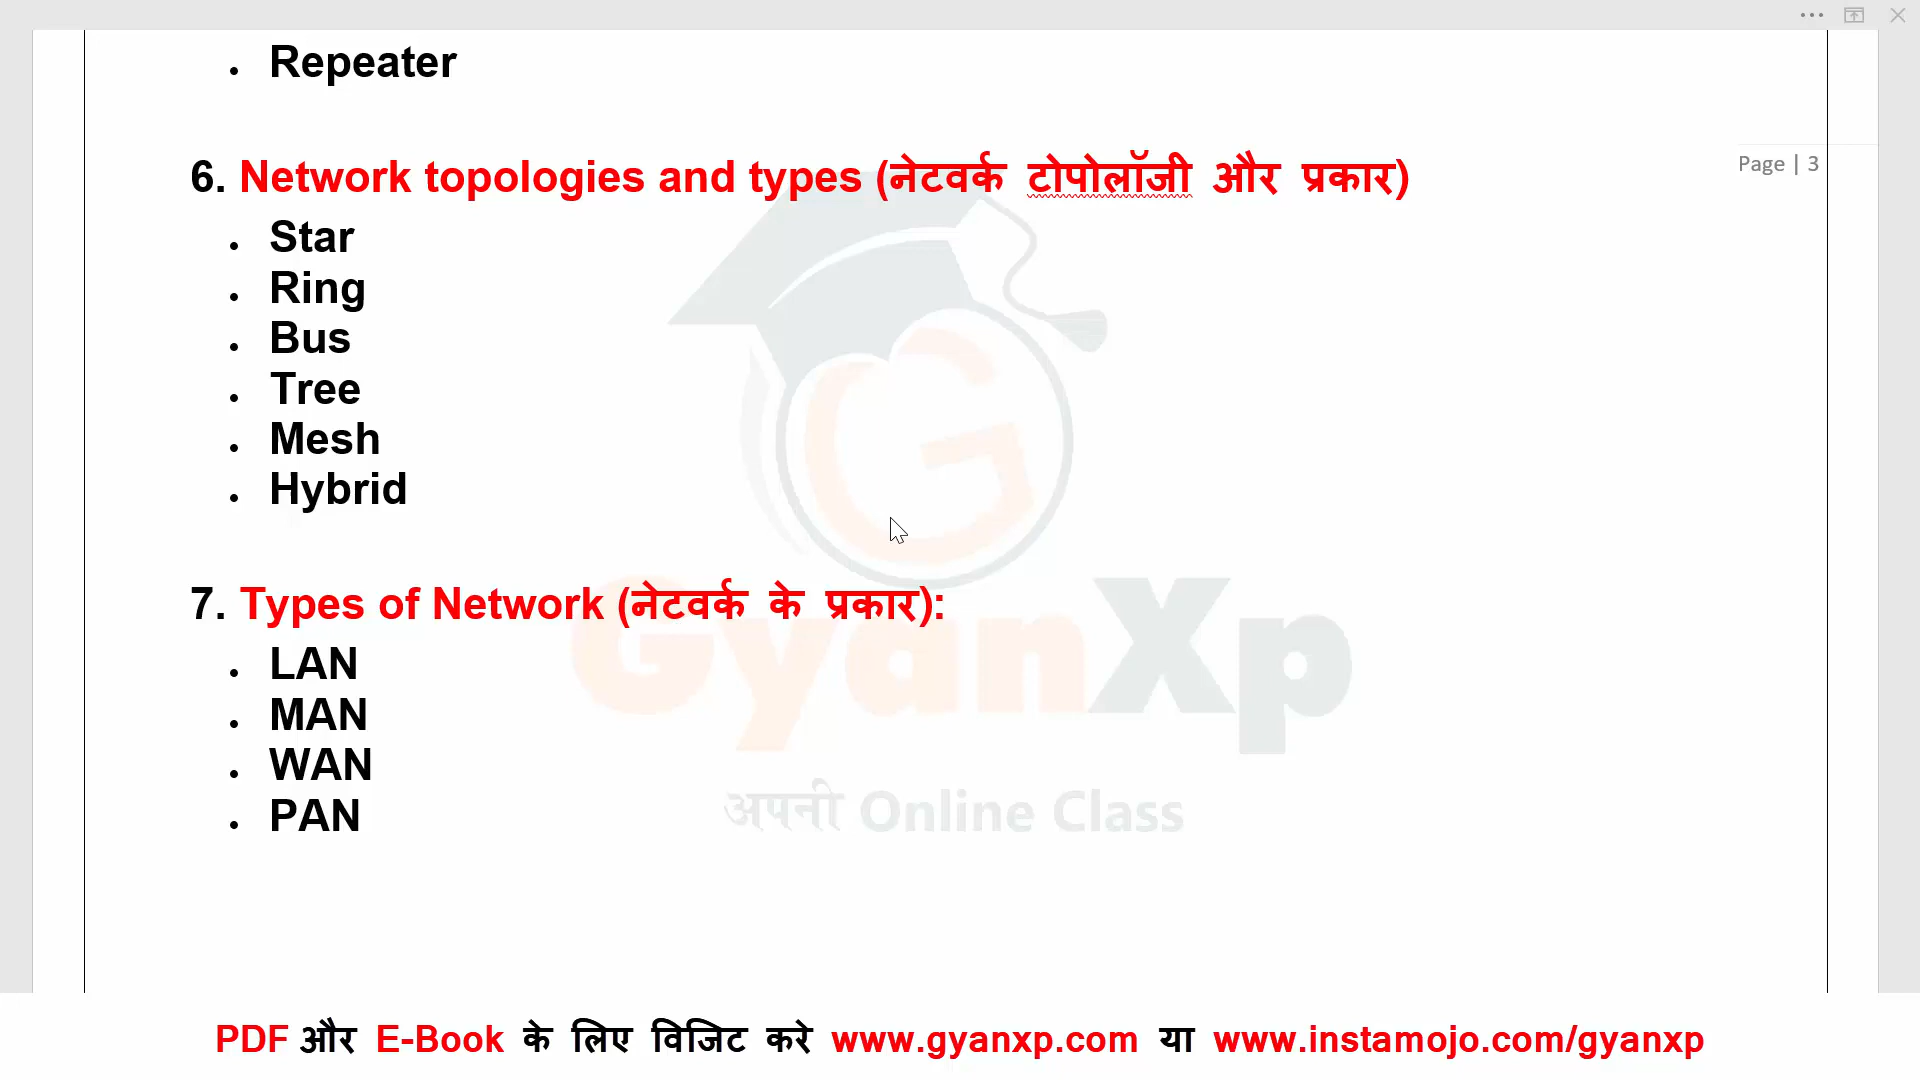 • Repeater
6. Network topologies and types (नेटवर्क टोपोलॉजी और प्रकार)
Page | 3
• Star
• Ring
• Bus
• Tree
• Mesh
• Hybrid
7. Types of Network (नेटवर्क के प्रकार):
• LAN
• MAN
GyanXp
• WAN
• PAN
अपनी Online Class
PDF और E-Book के लिए विजिट करे www.gyanxp.com या www.instamojo.com/gyanxp